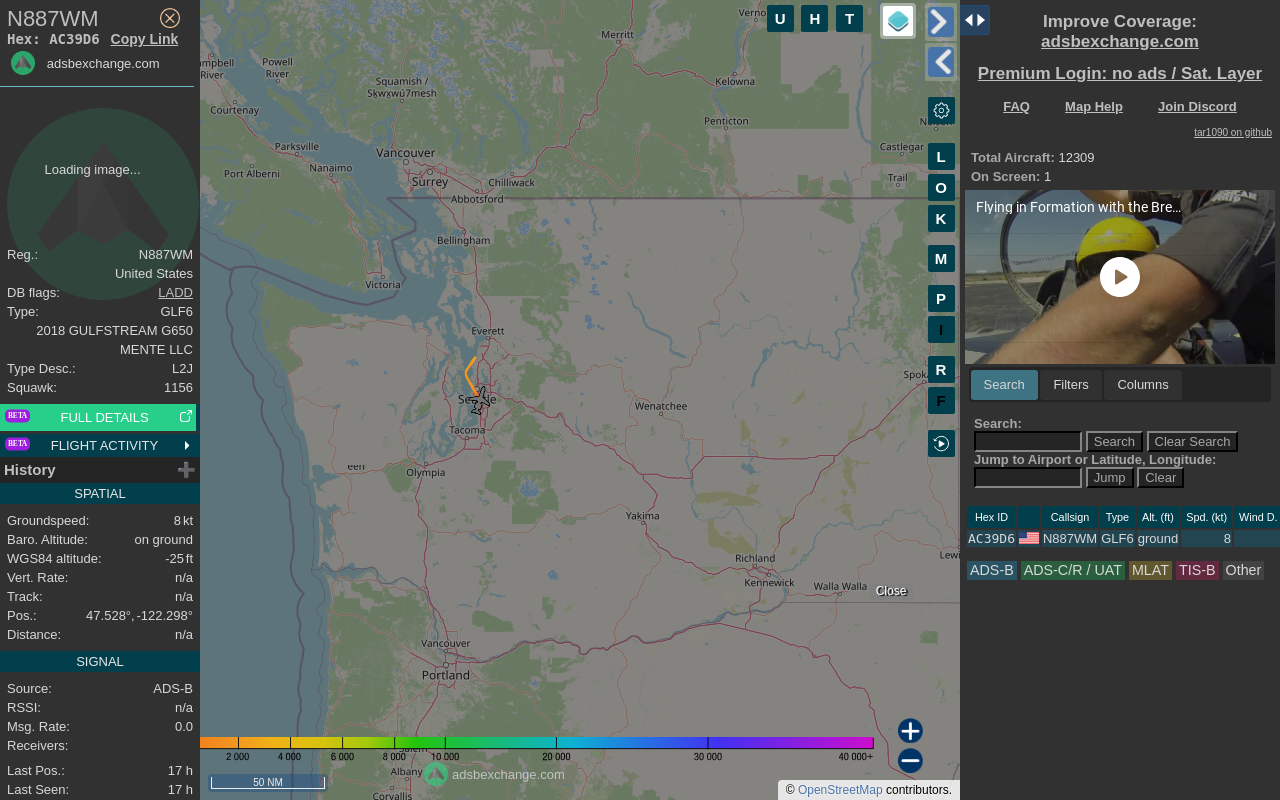 N887WM
Hex: AC39D6 Copy Link
adsbexchange.com
Loading image...
Reg.: N887WM
United States
DB flags: LADD
Type: GLF6
2018 GULFSTREAM G650
MENTE LLC
Type Desc.: L2J
Squawk: 1156
BETA FULL DETAILS
BETA FLIGHT ACTIVITY
History
SPATIAL
Groundspeed: 8 kt
Baro. Altitude: on ground
WGS84 altitude: -25 ft
Vert. Rate: n/a
Track: n/a
Pos.: 47.528°, -122.298°
Distance: n/a
SIGNAL
Source: ADS-B
RSSI: n/a
Msg. Rate: 0.0
Receivers:
Last Pos.: 17 h
Last Seen: 17 h
Merritt
Powell
River
River
Squamish /
Sḵwx̱wú7mesh
Kelowna
Courtenay
Penticton
Parksville
Nanaimo
Vancouver
Port Alberni
Surrey
Chilliwack
Abbotsford
Castlegar
Trail
Bellingham
Victoria
Everett
Tacoma
Wenatchee
Olympia
Yakima
Richland
Kennewick
Walla Walla
Vancouver
Portland
Albany
Corvallis
Close
U H T
L
O
K
M
P
I
R
F
2 000 4 000 6 000 8 000 10 000 20 000 30 000 40 000+
50 NM
adsbexchange.com
© OpenStreetMap contributors.
Improve Coverage:
adsbexchange.com
Premium Login: no ads / Sat. Layer
FAQ Map Help Join Discord
tar1090 on github
Total Aircraft: 12309
On Screen: 1
Flying in Formation with the Bre...
Search Filters Columns
Search:
Search Clear Search
Jump to Airport or Latitude, Longitude:
Jump Clear
Hex ID Callsign Type Alt. (ft) Spd. (kt) Wind D.
AC39D6 N887WM GLF6 ground 8
ADS-B ADS-C/R / UAT MLAT TIS-B Other